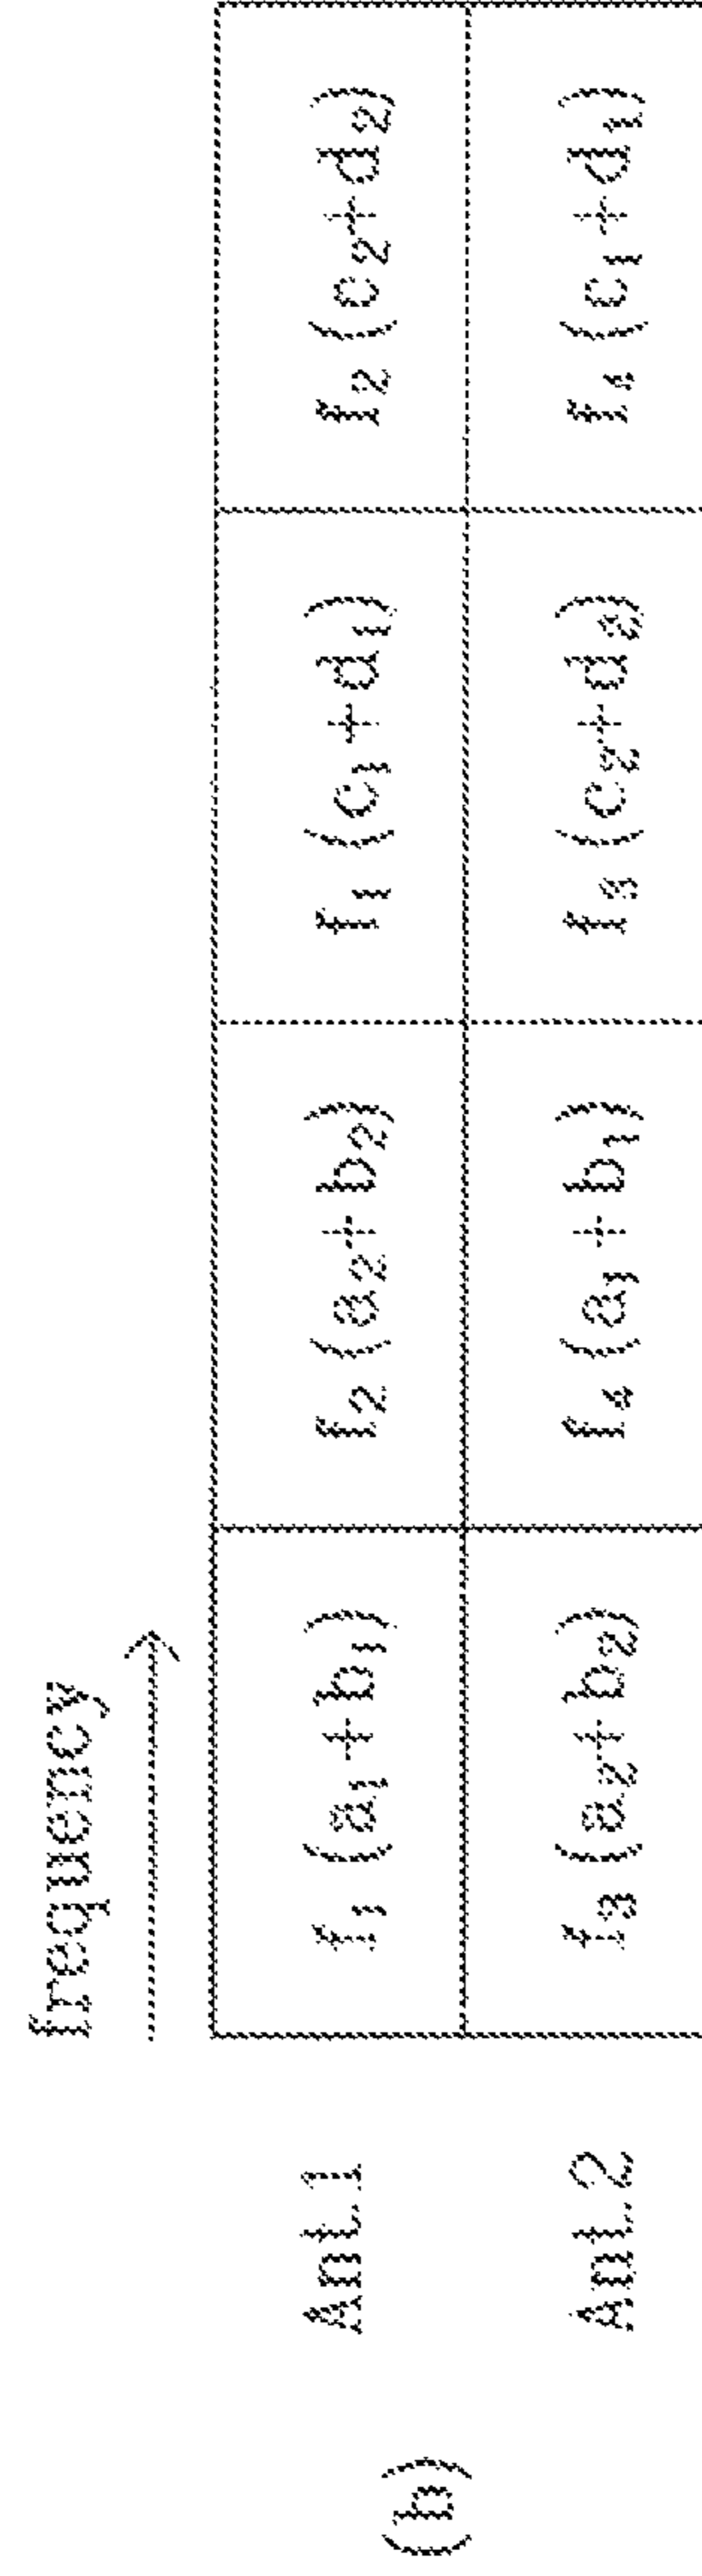 frequency
Ant.1 f₁(a₁+b₁) f₂(a₂+b₂) f₁(c₁+d₁) f₂(c₂+d₂)
(b)
Ant.2 f₃(a₂+b₂) f₄(a₁+b₁) f₃(c₂+d₂) f₄(c₁+d₁)